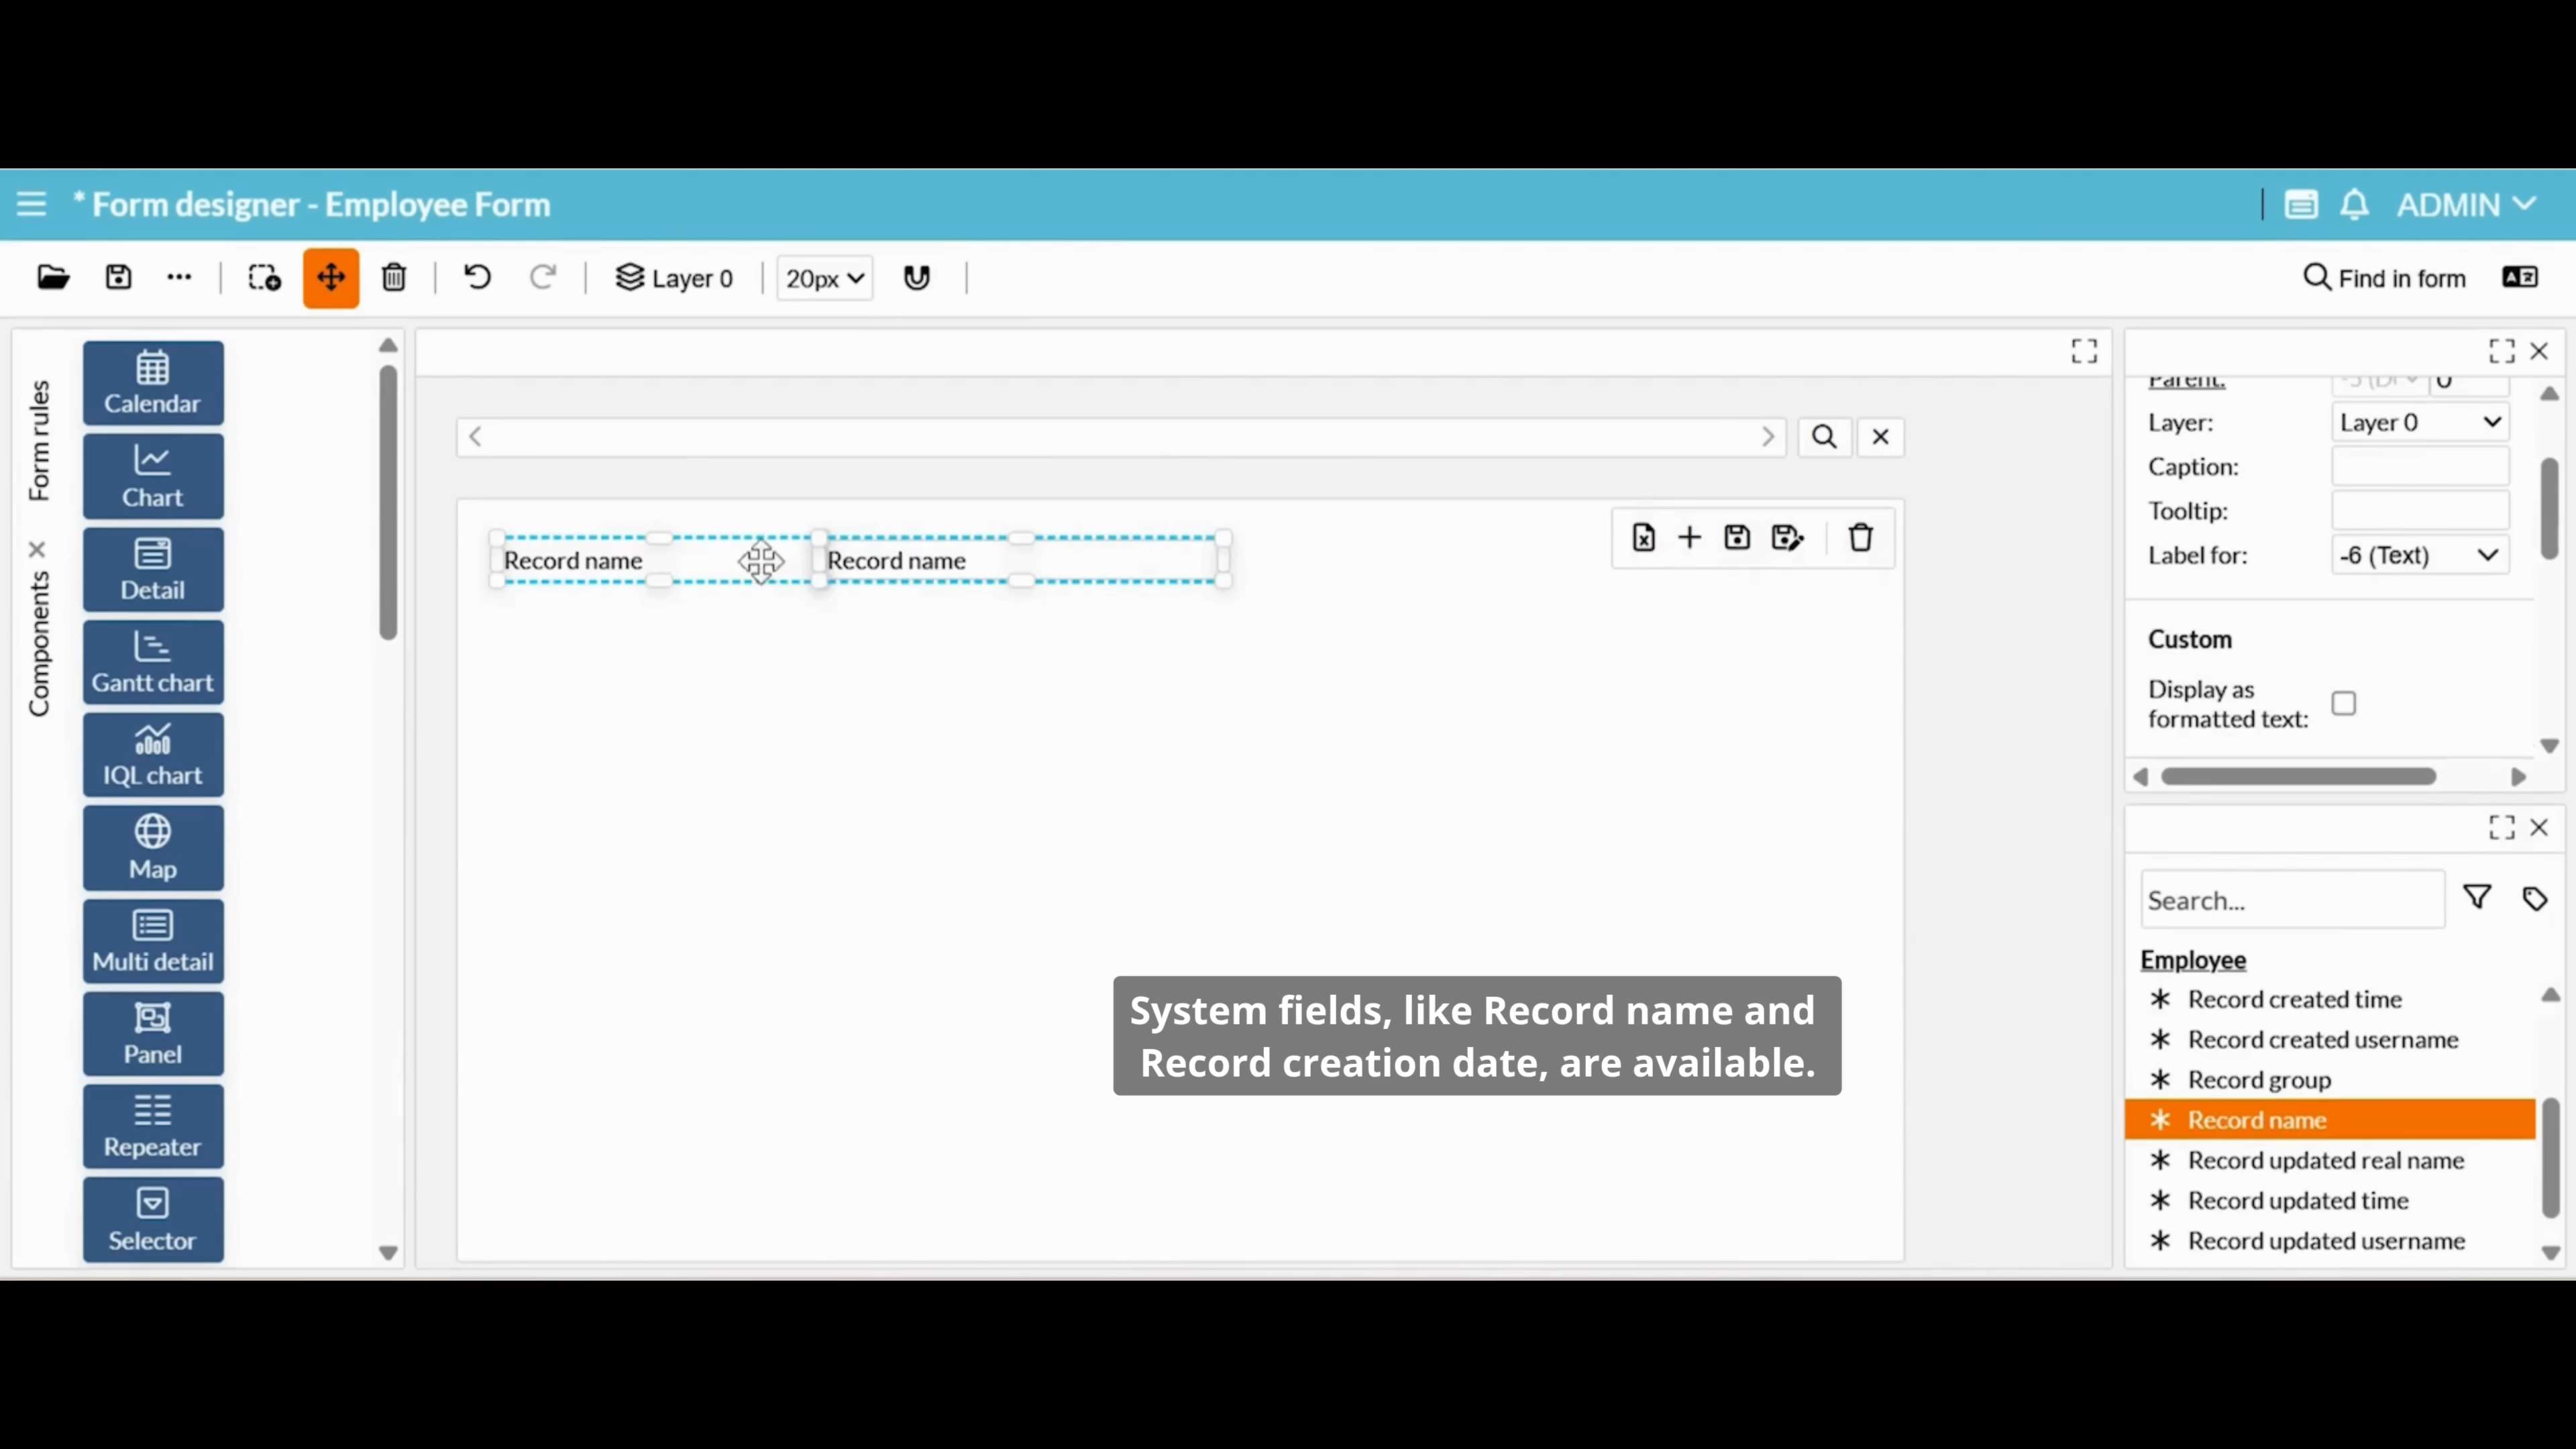 * Form designer - Employee Form
ADMIN
Layer 0
20px
Find in form
Form rules
Components
Calendar
Chart
Detail
Gantt chart
IQL chart
Map
Multi detail
Panel
Repeater
Selector
Record name
Record name
System fields, like Record name and
Record creation date, are available.
Parent:
0
Layer:
Layer 0
Caption:
Tooltip:
Label for:
-6 (Text)
Custom
Display as
formatted text:
Search...
Employee
Record created time
Record created username
Record group
Record name
Record updated real name
Record updated time
Record updated username